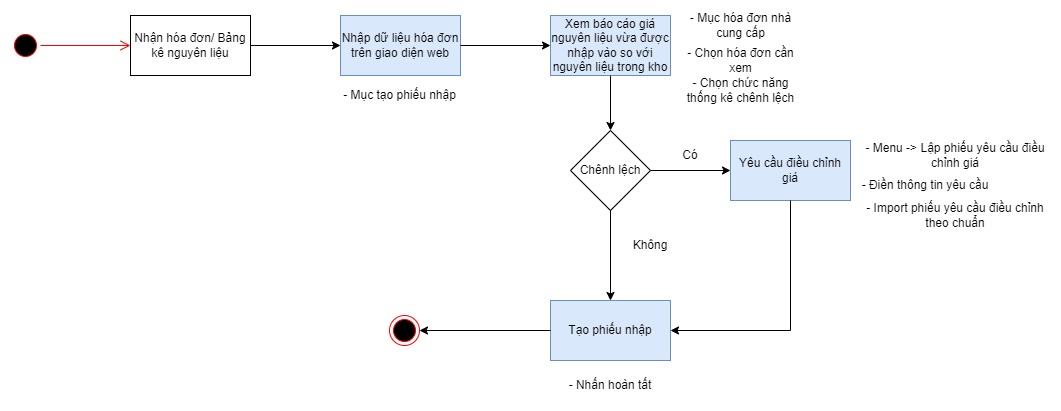 Nhận hóa đơn/ Bảng
kê nguyên liệu
Nhập dữ liệu hóa đơn
trên giao diện web
- Mục tạo phiếu nhập
Xem báo cáo giá
nguyên liệu vừa được
nhập vào so với
nguyên liệu trong kho
- Mục hóa đơn nhà
cung cấp
- Chọn hóa đơn cần
xem
- Chọn chức năng
thống kê chênh lệch
Chênh lệch
Có
Yêu cầu điều chỉnh
giá
- Menu -> Lập phiếu yêu cầu điều
chỉnh giá
- Điền thông tin yêu cầu
- Import phiếu yêu cầu điều chỉnh
theo chuẩn
Không
Tạo phiếu nhập
- Nhấn hoàn tất